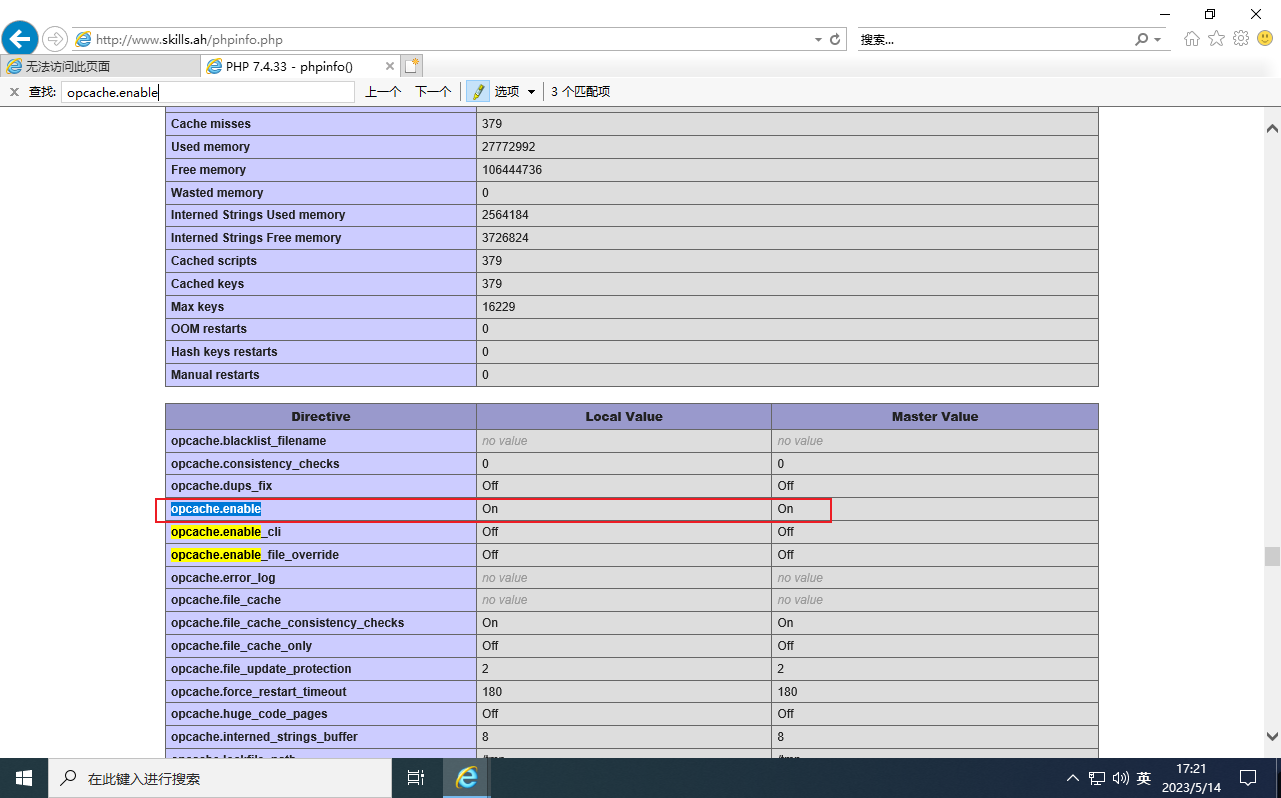 http://www.skills.ah/phpinfo.php
搜索...
无法访问此页面
PHP 7.4.33 - phpinfo()
查找: opcache.enable 上一个 下一个 选项 3 个匹配项
Cache misses 379
Used memory 27772992
Free memory 106444736
Wasted memory 0
Interned Strings Used memory 2564184
Interned Strings Free memory 3726824
Cached scripts 379
Cached keys 379
Max keys 16229
OOM restarts 0
Hash keys restarts 0
Manual restarts 0
Directive Local Value Master Value
opcache.blacklist_filename no value no value
opcache.consistency_checks 0 0
opcache.dups_fix Off Off
opcache.enable On On
opcache.enable_cli Off Off
opcache.enable_file_override Off Off
opcache.error_log no value no value
opcache.file_cache no value no value
opcache.file_cache_consistency_checks On On
opcache.file_cache_only Off Off
opcache.file_update_protection 2 2
opcache.force_restart_timeout 180 180
opcache.huge_code_pages Off Off
opcache.interned_strings_buffer 8 8
在此键入进行搜索
英
17:21
2023/5/14